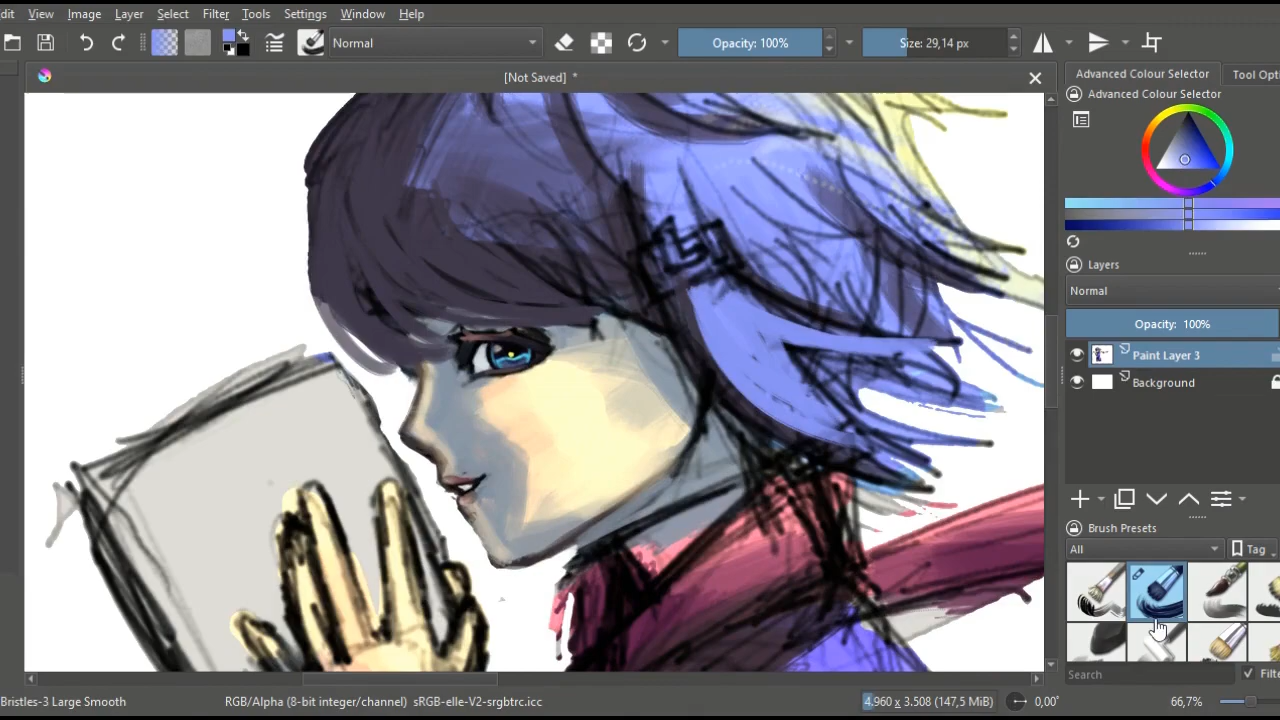 dit View Image Layer Select Filter Tools Settings Window Help
Normal Opacity: 100% Size: 29,14 px
[Not Saved] *
Advanced Colour Selector Tool Opti
Advanced Colour Selector
Layers
Normal
Opacity: 100%
Paint Layer 3
Background
Brush Presets
All Tag
Search Filte
Bristles-3 Large Smooth RGB/Alpha (8-bit integer/channel) sRGB-elle-V2-srgbtrc.icc 4.960 x 3.508 (147,5 MiB) 0,00° 66,7%